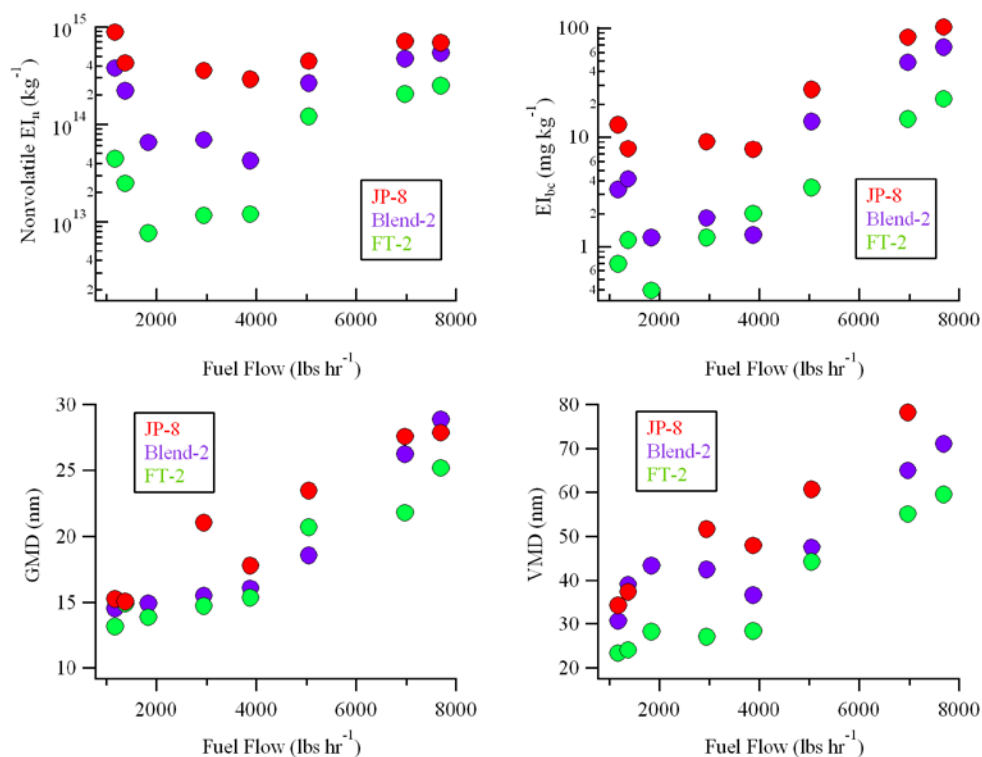 Nonvolatile EIn (kg-1)
10^15
4
2
10^14
4
2
10^13
4
2
JP-8
Blend-2
FT-2
2000 4000 6000 8000
Fuel Flow (lbs hr-1)
EIbc (mg kg-1)
100
6
4
2
10
6
4
2
1
6
4
JP-8
Blend-2
FT-2
2000 4000 6000 8000
Fuel Flow (lbs hr-1)
GMD (nm)
30
25
20
15
10
JP-8
Blend-2
FT-2
2000 4000 6000 8000
Fuel Flow (lbs hr-1)
VMD (nm)
80
70
60
50
40
30
20
JP-8
Blend-2
FT-2
2000 4000 6000 8000
Fuel Flow (lbs hr-1)